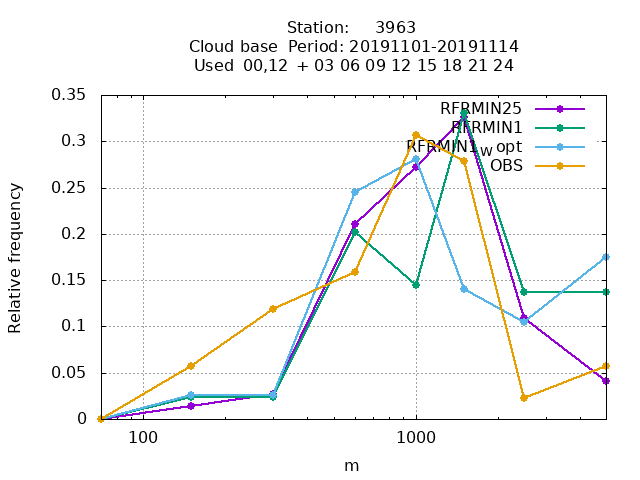 Station: 3963
Cloud base Period: 20191101-20191114
Used 00,12 + 03 06 09 12 15 18 21 24
0.35
0.3
0.25
0.2
0.15
0.1
0.05
0
Relative frequency
RFRMIN25
RFRMIN1
RFRMIN1w opt
OBS
100
1000
m